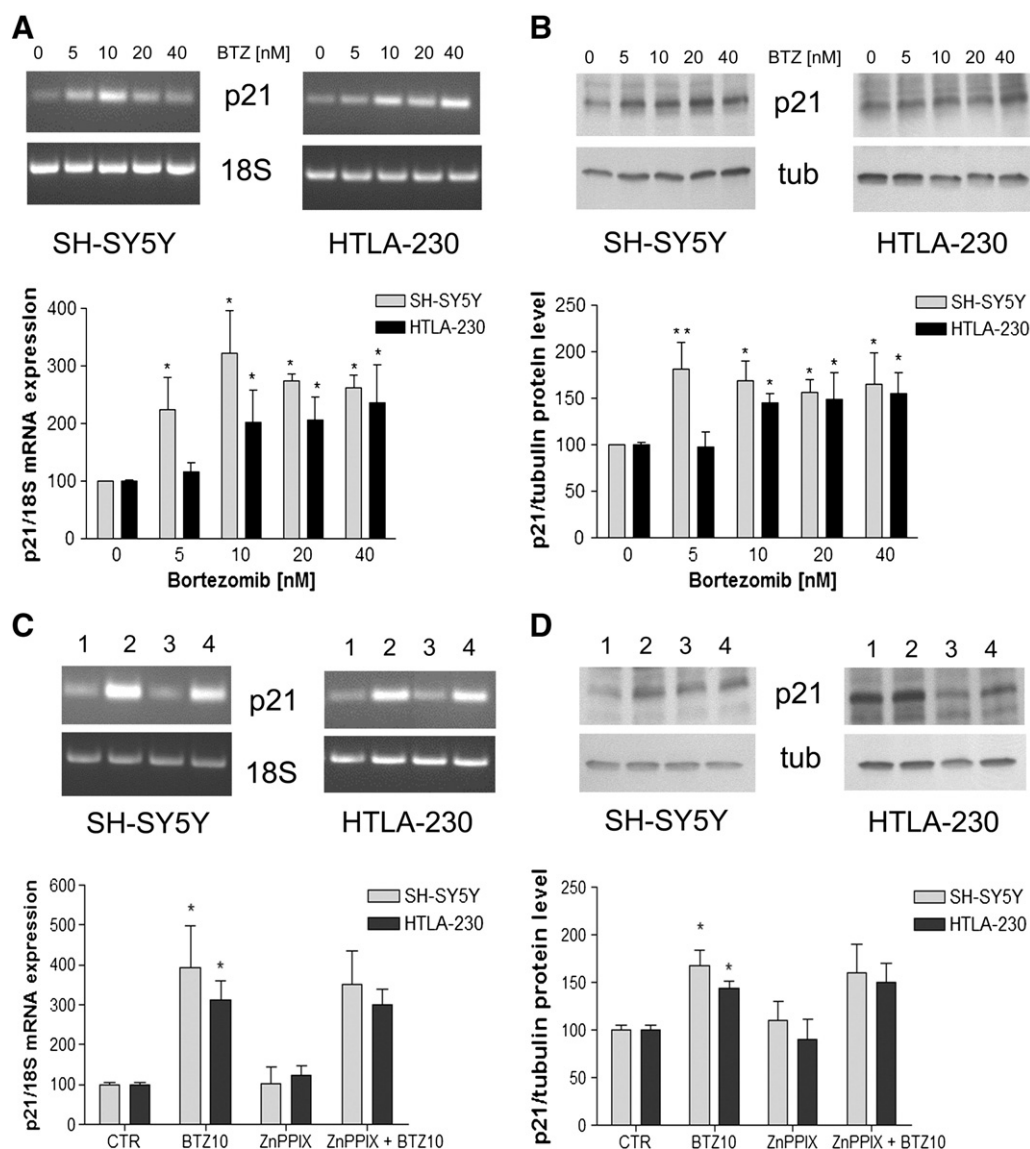 A
0 5 10 20 40 BTZ [nM] 0 5 10 20 40
p21
18S
SH-SY5Y HTLA-230
SH-SY5Y
HTLA-230
p21/18S mRNA expression
400
300
200
100
0
* * * * * * *
0 5 10 20 40
Bortezomib [nM]
B
0 5 10 20 40 BTZ [nM] 0 5 10 20 40
p21
tub
SH-SY5Y HTLA-230
SH-SY5Y
HTLA-230
p21/tubulin protein level
250
200
150
100
50
0
** * * * * * *
0 5 10 20 40
Bortezomib [nM]
C
1 2 3 4 1 2 3 4
p21
18S
SH-SY5Y HTLA-230
SH-SY5Y
HTLA-230
p21/18S mRNA expression
600
500
400
300
200
100
0
* *
CTR BTZ10 ZnPPIX ZnPPIX + BTZ10
D
1 2 3 4 1 2 3 4
p21
tub
SH-SY5Y HTLA-230
SH-SY5Y
HTLA-230
p21/tubulin protein level
250
200
150
100
50
0
* *
CTR BTZ10 ZnPPIX ZnPPIX + BTZ10